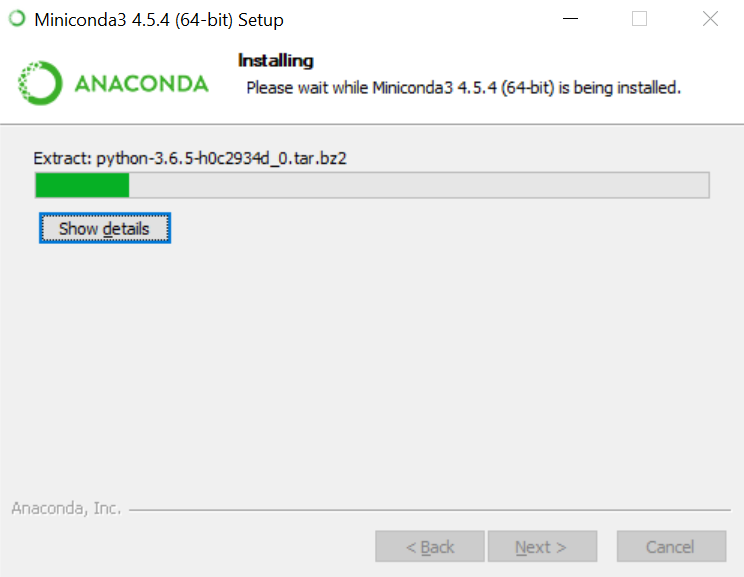 Miniconda3 4.5.4 (64-bit) Setup
ANACONDA
Installing
Please wait while Miniconda3 4.5.4 (64-bit) is being installed.
Extract: python-3.6.5-h0c2934d_0.tar.bz2
Show details
Anaconda, Inc.
< Back Next > Cancel